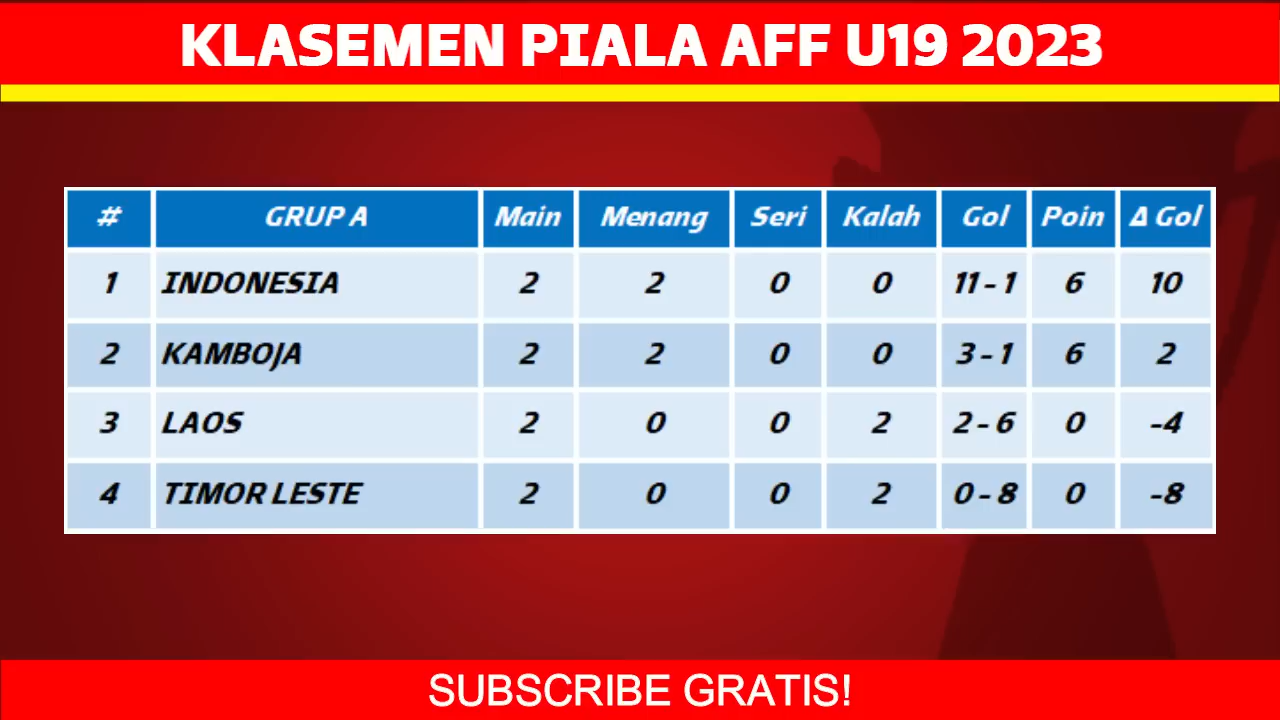 KLASEMEN PIALA AFF U19 2023
# GRUP A Main Menang Seri Kalah Gol Poin Δ Gol
1 INDONESIA 2 2 0 0 11 - 1 6 10
2 KAMBOJA 2 2 0 0 3 - 1 6 2
3 LAOS 2 0 0 2 2 - 6 0 -4
4 TIMOR LESTE 2 0 0 2 0 - 8 0 -8
SUBSCRIBE GRATIS!